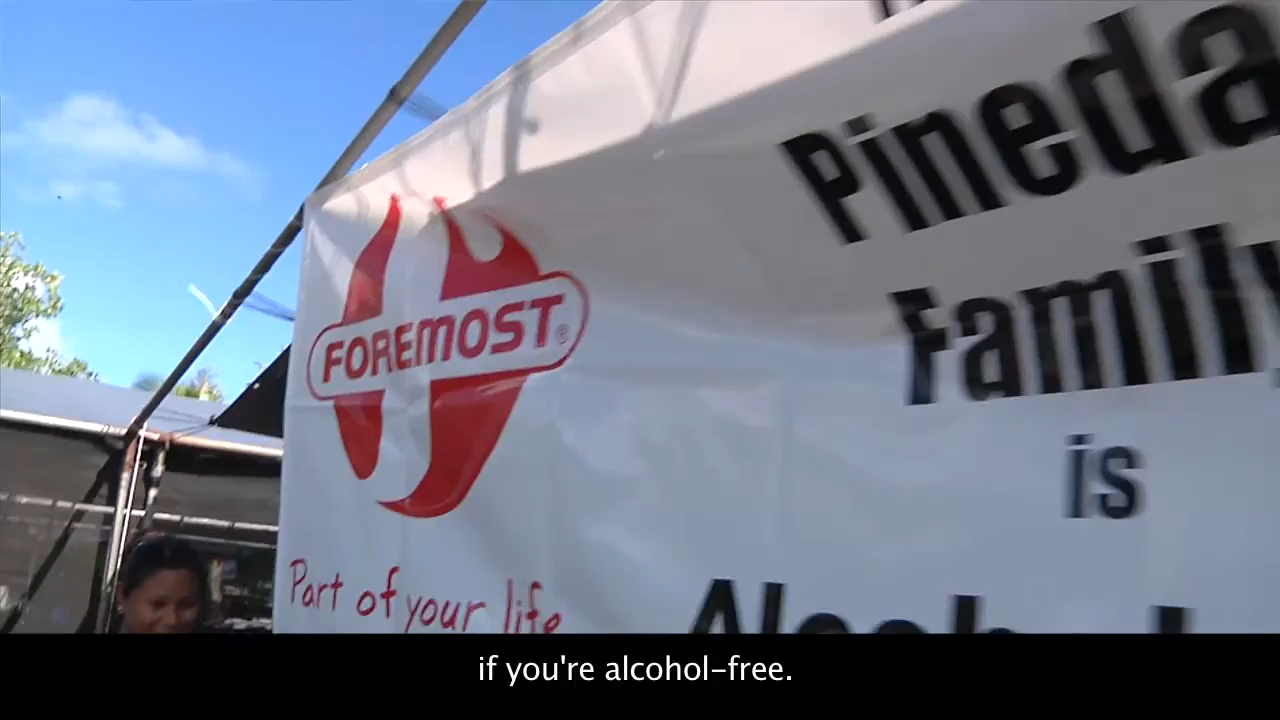 Pineda
Family
is
FOREMOST®
Part of your life
if you're alcohol-free.